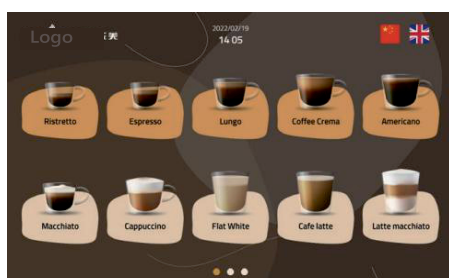 Logo
2022/02/19
14 05
Ristretto
Espresso
Lungo
Coffee Crema
Americano
Macchiato
Cappuccino
Flat White
Cafe latte
Latte macchiato